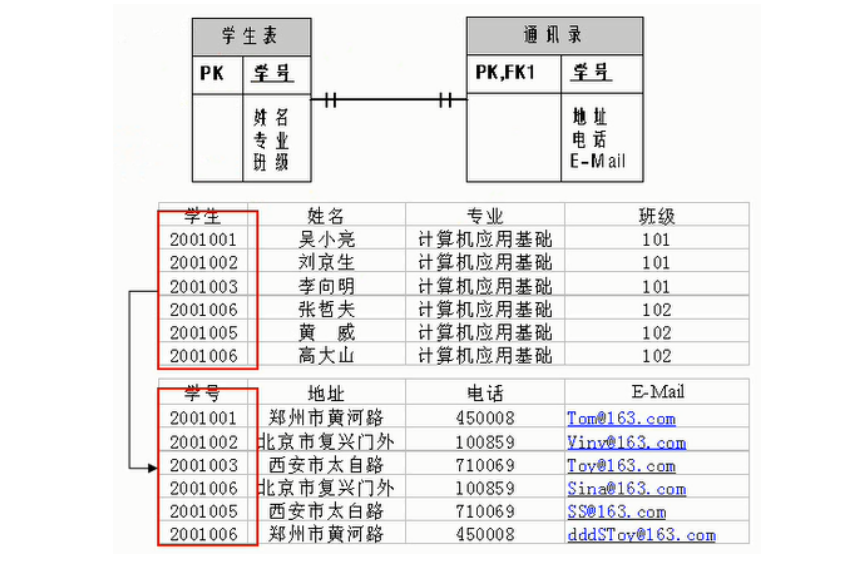 学生表 通讯录
PK 学号 PK,FK1 学号
姓名 地址
专业 电话
班级 E-Mail
学生 姓名 专业 班级
2001001 吴小亮 计算机应用基础 101
2001002 刘京生 计算机应用基础 101
2001003 李向明 计算机应用基础 101
2001006 张哲夫 计算机应用基础 102
2001005 黄 威 计算机应用基础 102
2001006 高大山 计算机应用基础 102
学号 地址 电话 E-Mail
2001001 郑州市黄河路 450008 Tom@163.com
2001002 北京市复兴门外 100859 Vinv@163.com
2001003 西安市太自路 710069 Toy@163.com
2001006 北京市复兴门外 100859 Sina@163.com
2001005 西安市太白路 710069 SS@163.com
2001006 郑州市黄河路 450008 dddSToy@163.com